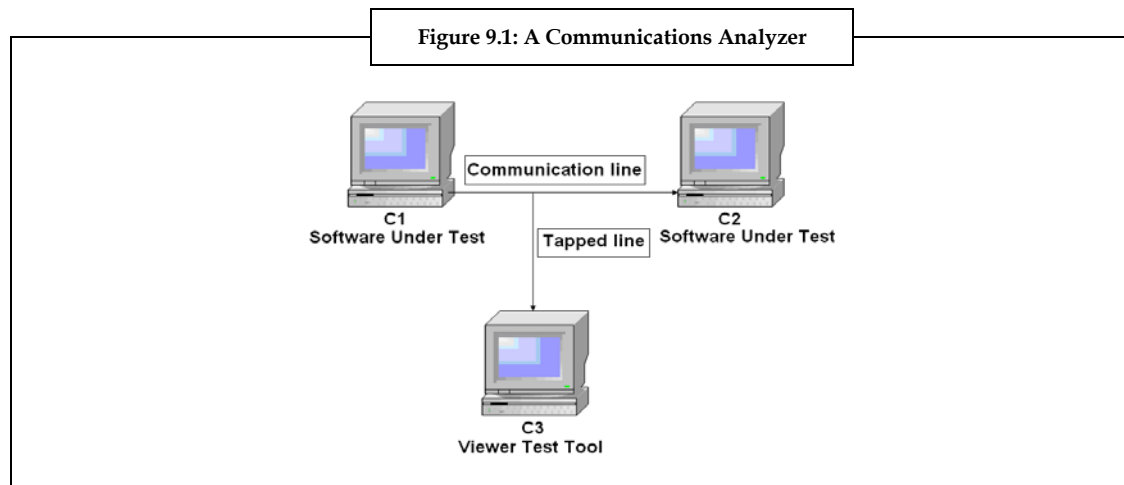 Figure 9.1: A Communications Analyzer
Communication line
C1
Software Under Test
C2
Software Under Test
Tapped line
C3
Viewer Test Tool